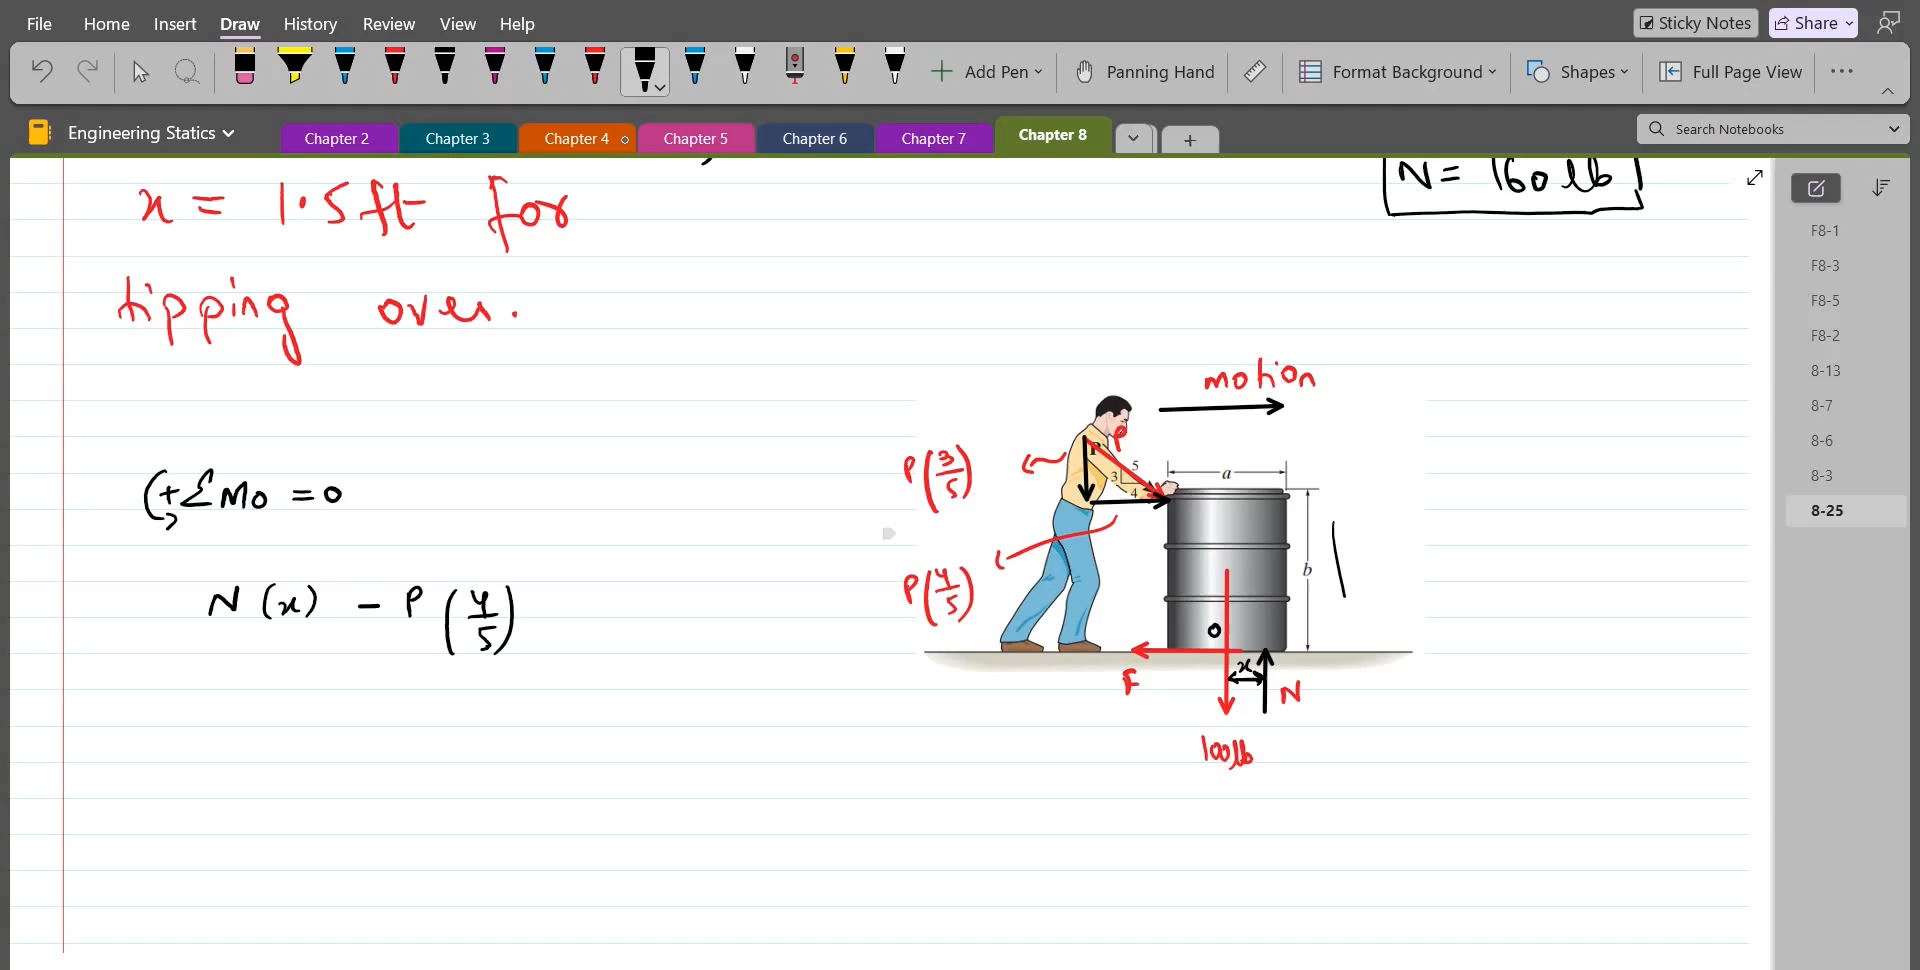 File Home Insert Draw History Review View Help
Sticky Notes Share
Add Pen Panning Hand Format Background Shapes Full Page View
Engineering Statics Chapter 2 Chapter 3 Chapter 4 Chapter 5 Chapter 6 Chapter 7 Chapter 8
Search Notebooks
N = 160 lb
x = 1.5 ft for
tipping over.
(+ΣMo = 0
N (x) - P (4/5)
motion
P
P
P(3/5)
5
3
4
a
P(4/5)
b
O
x
F
N
100lb
F8-1
F8-3
F8-5
F8-2
8-13
8-7
8-6
8-3
8-25